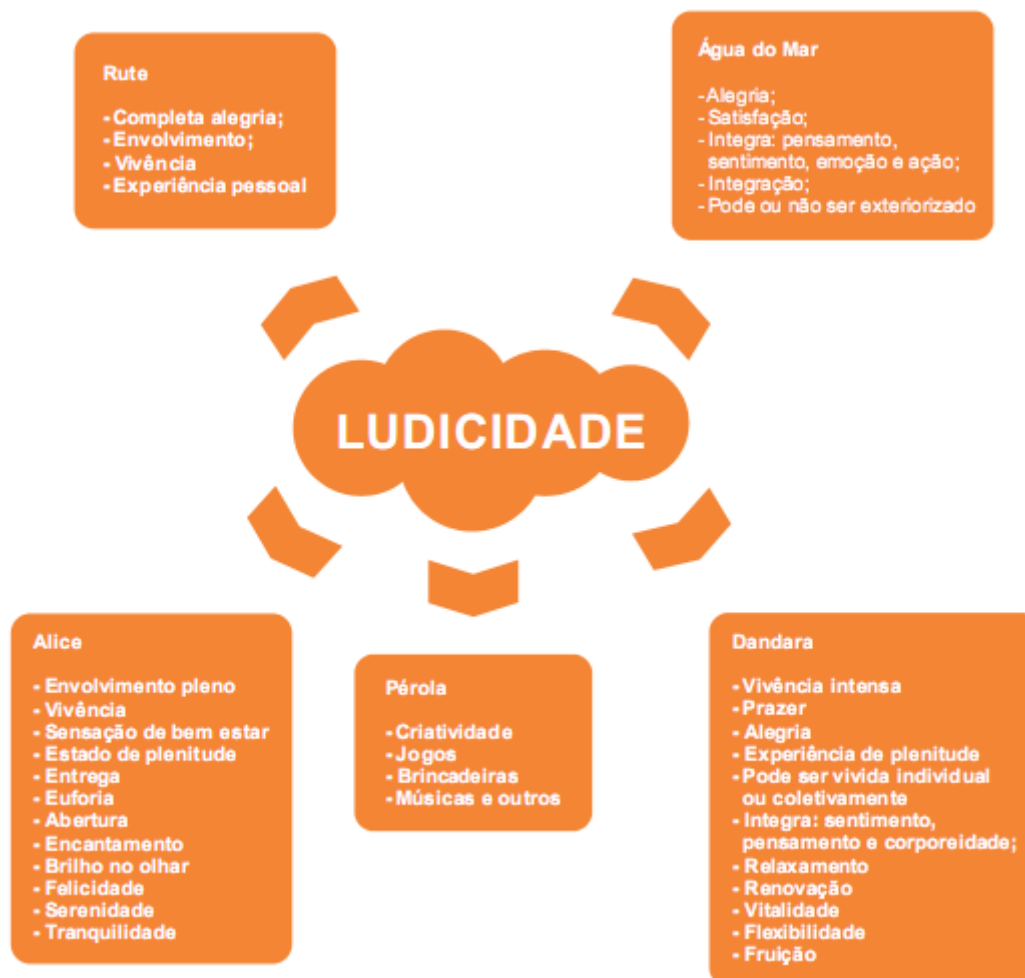 Rute
- Completa alegria;
- Envolvimento;
- Vivência
- Experiência pessoal
Água do Mar
- Alegria;
- Satisfação;
- Integra: pensamento,
sentimento, emoção e ação;
- Integração;
- Pode ou não ser exteriorizado
LUDICIDADE
Alice
- Envolvimento pleno
- Vivência
- Sensação de bem estar
- Estado de plenitude
- Entrega
- Euforia
- Abertura
- Encantamento
- Brilho no olhar
- Felicidade
- Serenidade
- Tranquilidade
Pérola
- Criatividade
- Jogos
- Brincadeiras
- Músicas e outros
Dandara
- Vivência intensa
- Prazer
- Alegria
- Experiência de plenitude
- Pode ser vivida individual
ou coletivamente
- Integra: sentimento,
pensamento e corporeidade;
- Relaxamento
- Renovação
- Vitalidade
- Flexibilidade
- Fruição